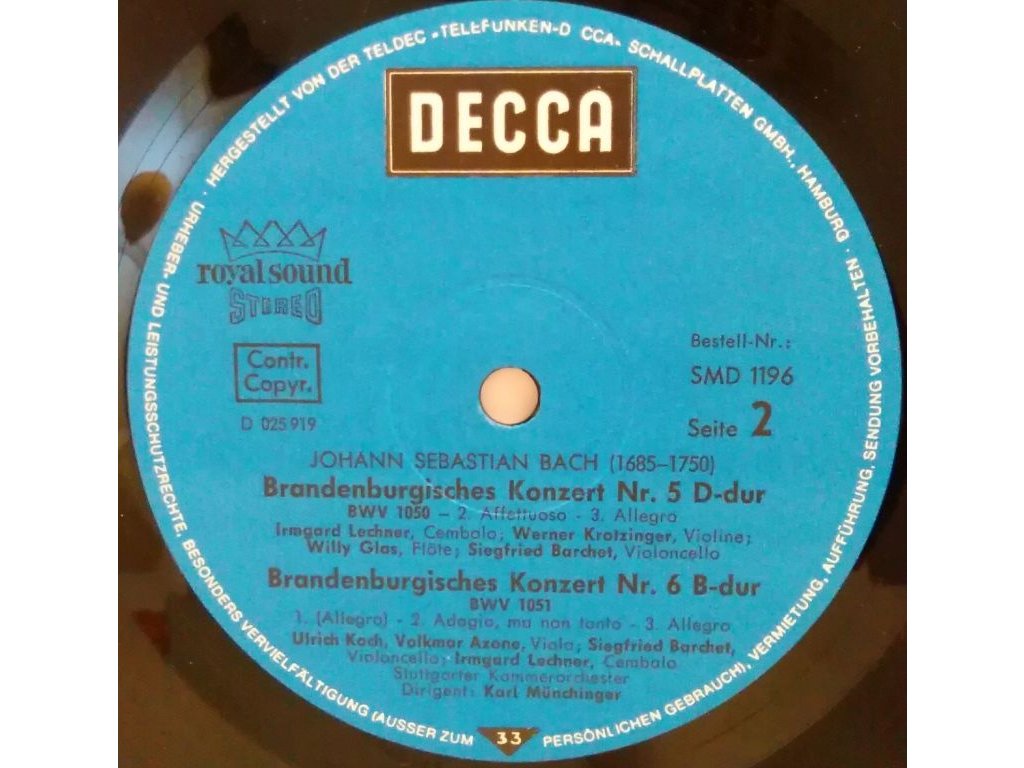 HERGESTELLT VON DER TELDEC »TELEFUNKEN-D CCA« SCHALLPLATTEN GMBH., HAMBURG ·
URHEBER- UND LEISTUNGSSCHUTZRECHTE, BESONDERS VERVIELFÄLTIGUNG (AUSSER ZUM PERSÖNLICHEN GEBRAUCH), VERMIETUNG, AUFFÜHRUNG, SENDUNG VORBEHALTEN ·
DECCA
royal sound
STEREO
Contr.
Copyr.
D 025 919
Bestell-Nr.:
SMD 1196
Seite 2
JOHANN SEBASTIAN BACH (1685–1750)
Brandenburgisches Konzert Nr. 5 D-dur
BWV 1050 – 2. Affettuoso - 3. Allegro
Irmgard Lechner, Cembalo; Werner Krotzinger, Violine;
Willy Glas, Flöte; Siegfried Barchet, Violoncello
Brandenburgisches Konzert Nr. 6 B-dur
BWV 1051
1. (Allegro) - 2. Adagio, ma non tanto - 3. Allegro
Ulrich Koch, Volkmar Azone, Viola; Siegfried Barchet,
Violoncello; Irmgard Lechner, Cembalo
Stuttgarter Kammerorchester
Dirigent: Karl Münchinger
33